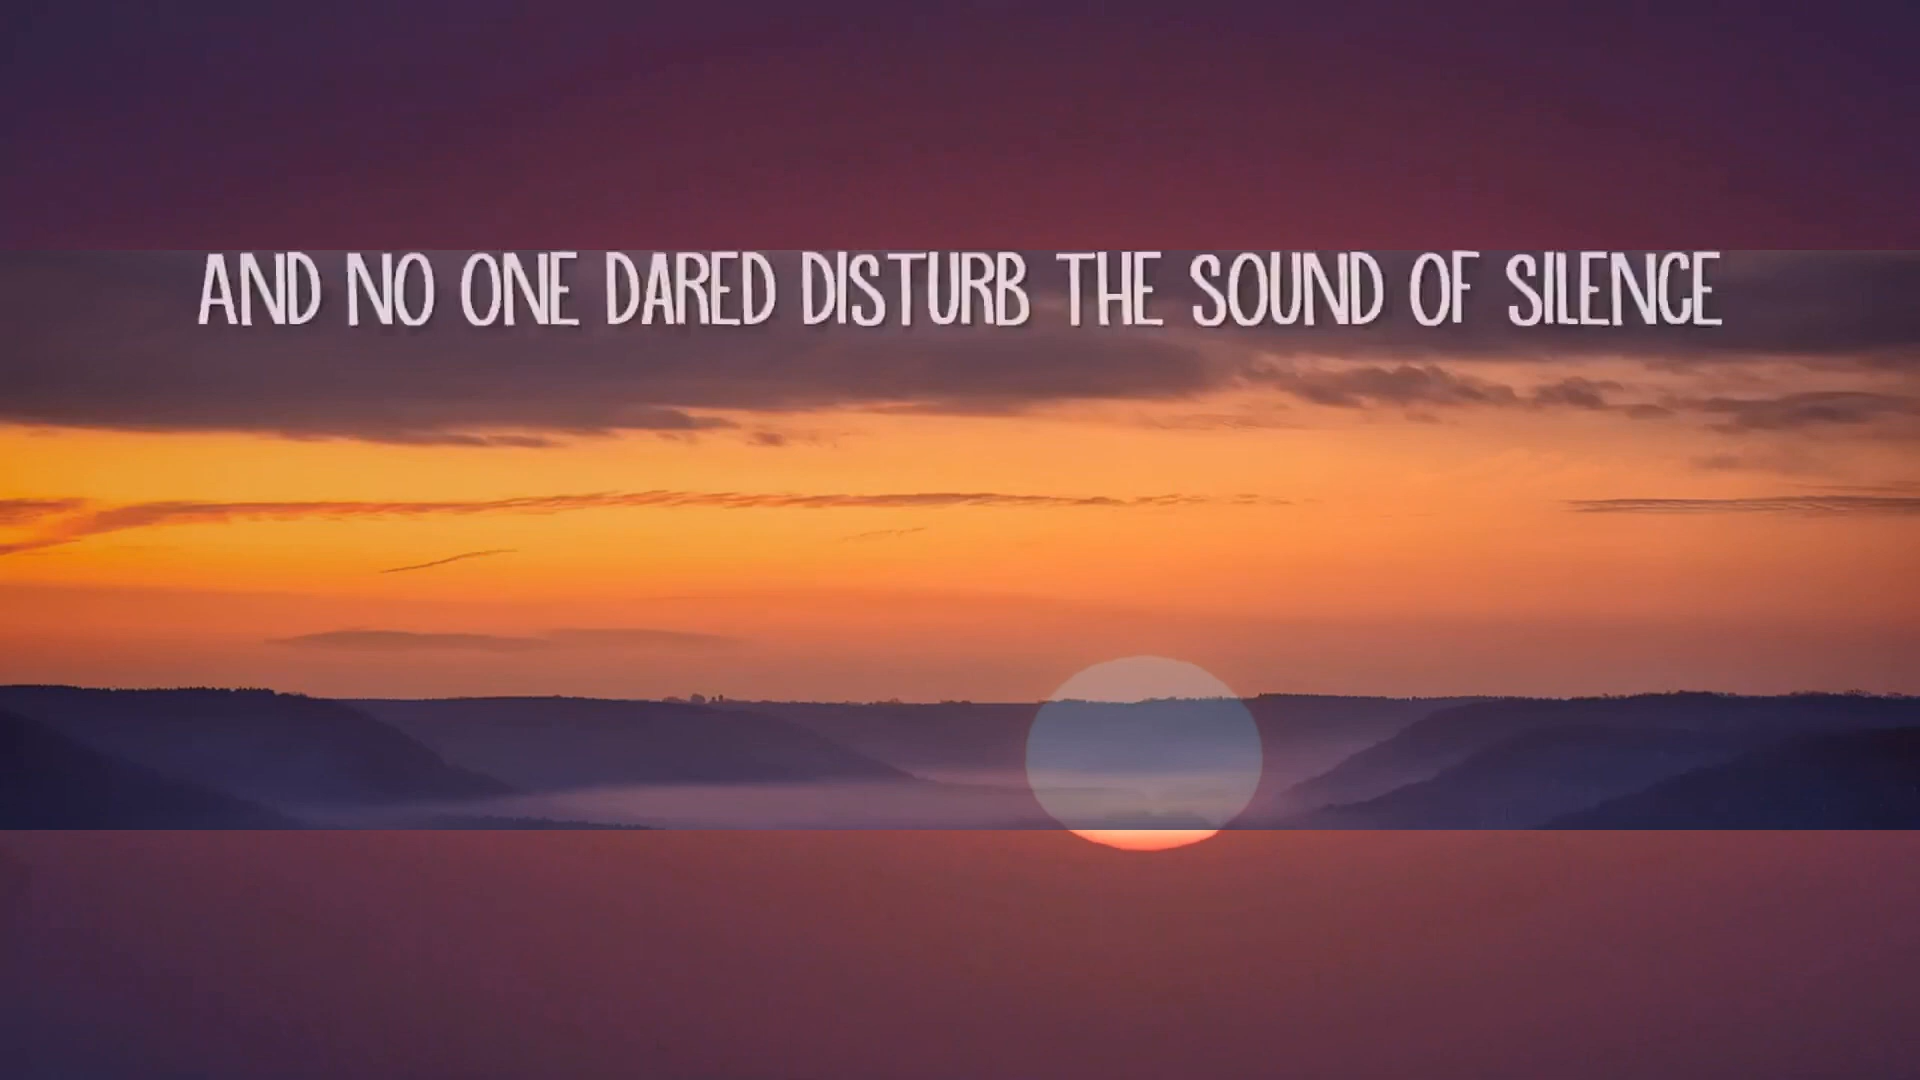 AND NO ONE DARED DISTURB THE SOUND OF SILENCE